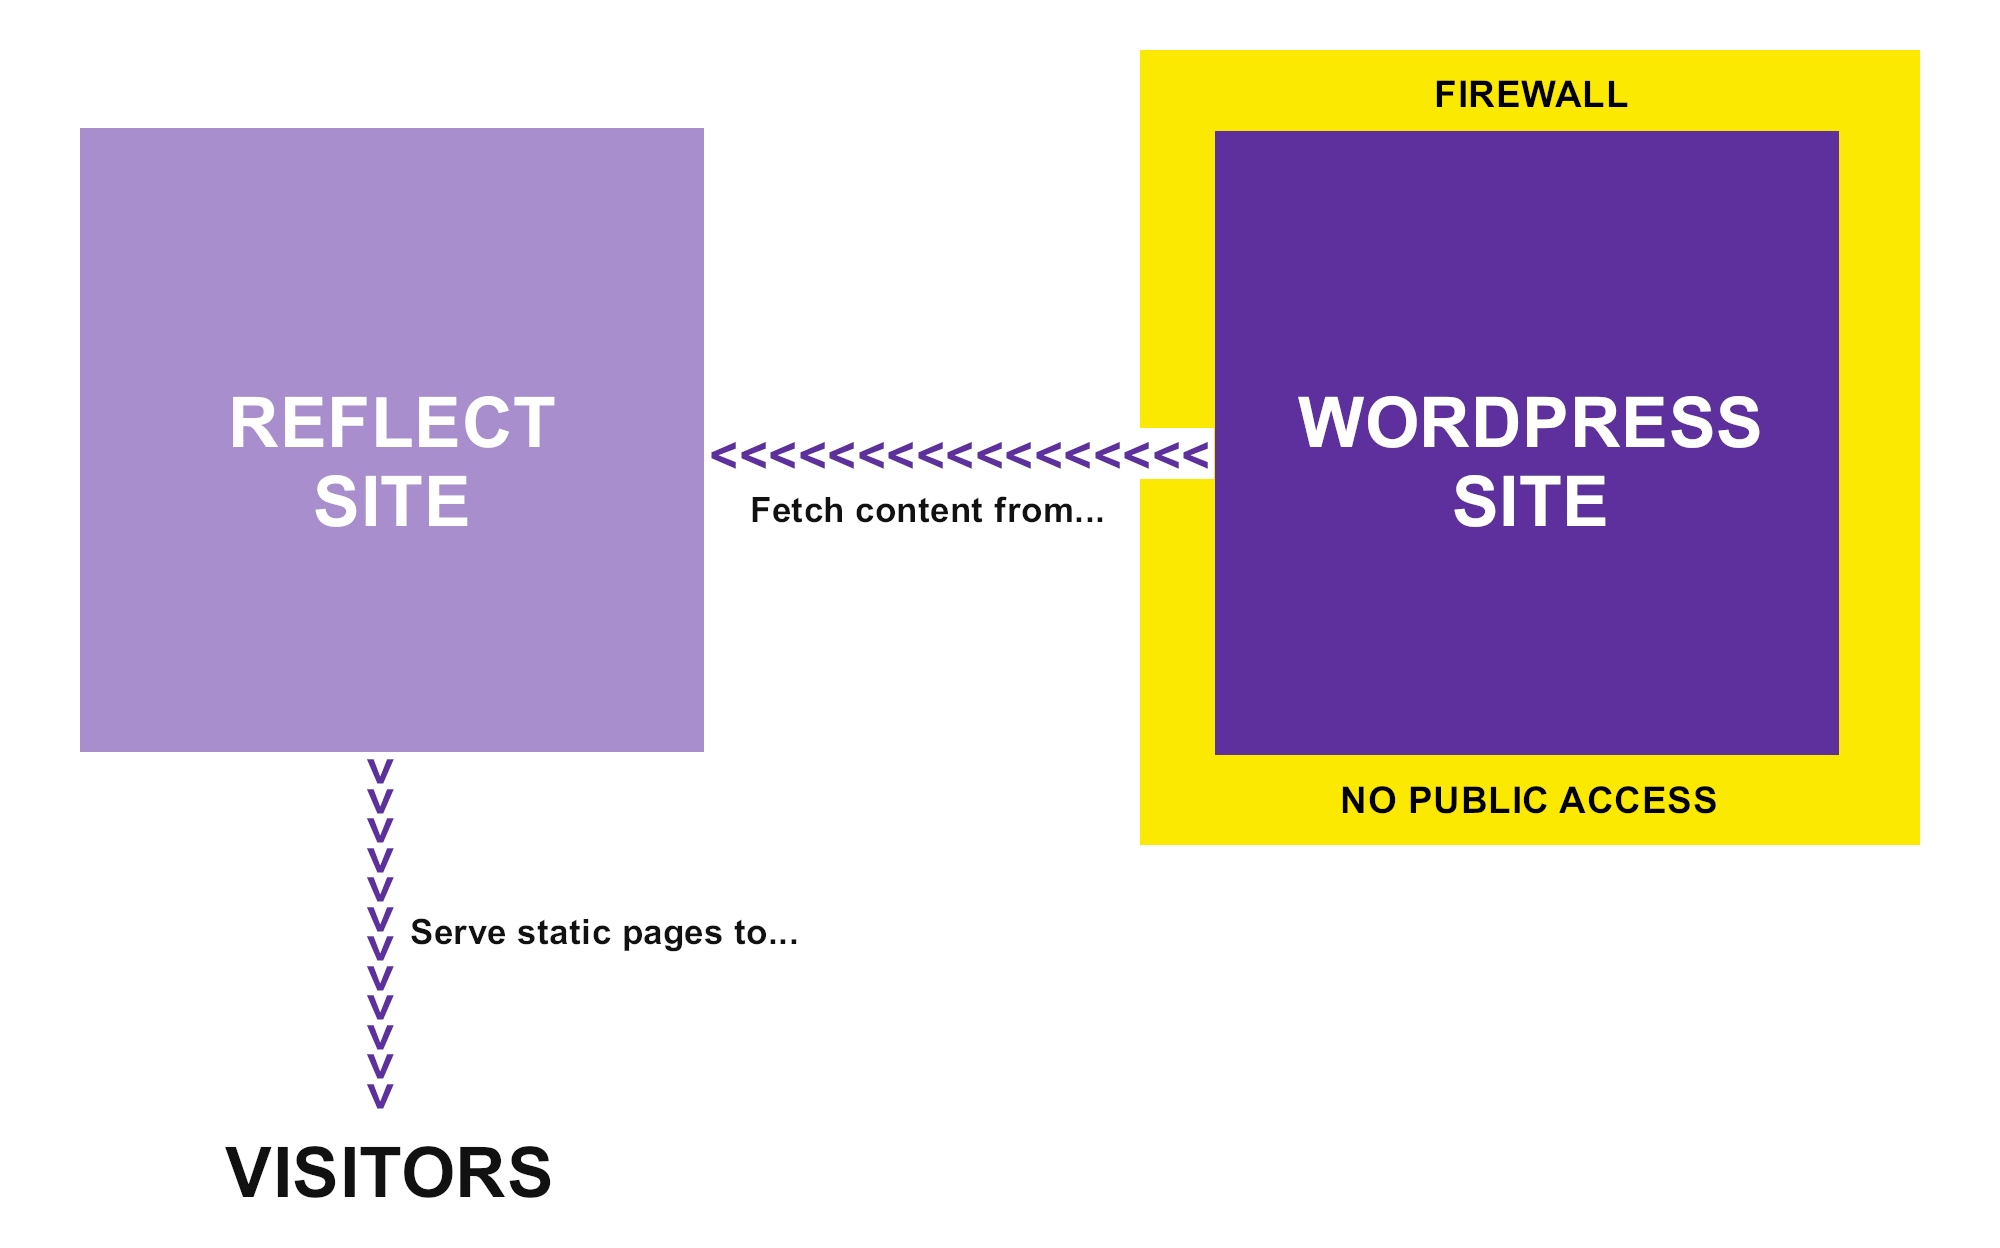 FIREWALL
REFLECT
SITE
WORDPRESS
SITE
<<<<<<<<<<<<<<<<<
Fetch content from...
NO PUBLIC ACCESS
Serve static pages to...
VISITORS